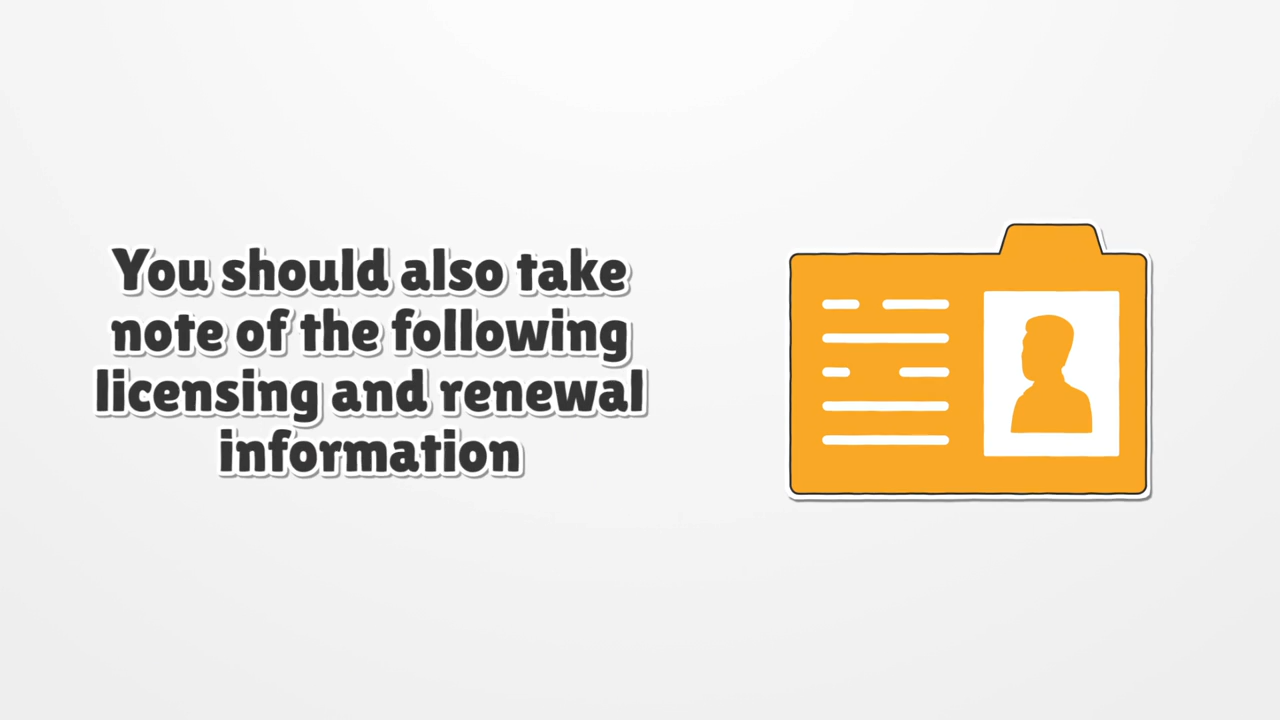 You should also take
note of the following
licensing and renewal
information